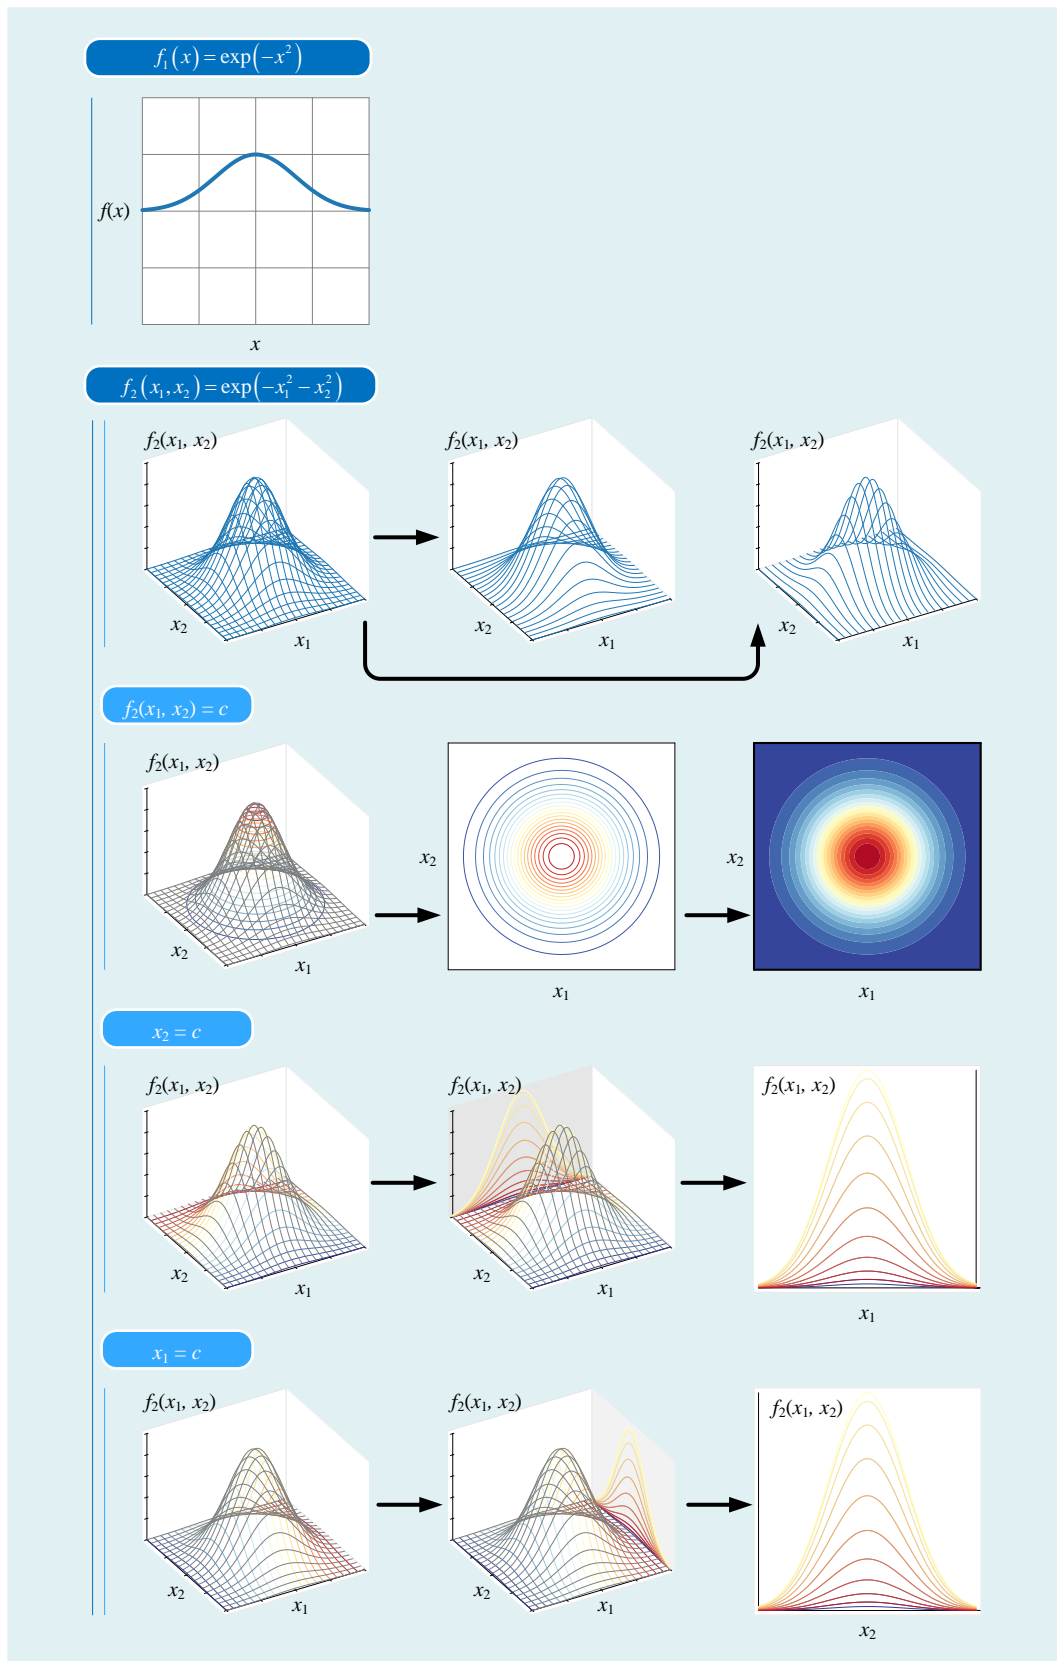 f₁(x) = exp(−x²)
f(x)
x
f₂(x₁, x₂) = exp(−x₁² − x₂²)
f₂(x₁, x₂) f₂(x₁, x₂) f₂(x₁, x₂)
x₂ x₁ x₂ x₁ x₂ x₁
f₂(x₁, x₂) = c
f₂(x₁, x₂)
x₂ x₂
x₂ x₁ x₁ x₁
x₂ = c
f₂(x₁, x₂) f₂(x₁, x₂) f₂(x₁, x₂)
x₂ x₁ x₂ x₁ x₁
x₁ = c
f₂(x₁, x₂) f₂(x₁, x₂) f₂(x₁, x₂)
x₂ x₁ x₂ x₁ x₂